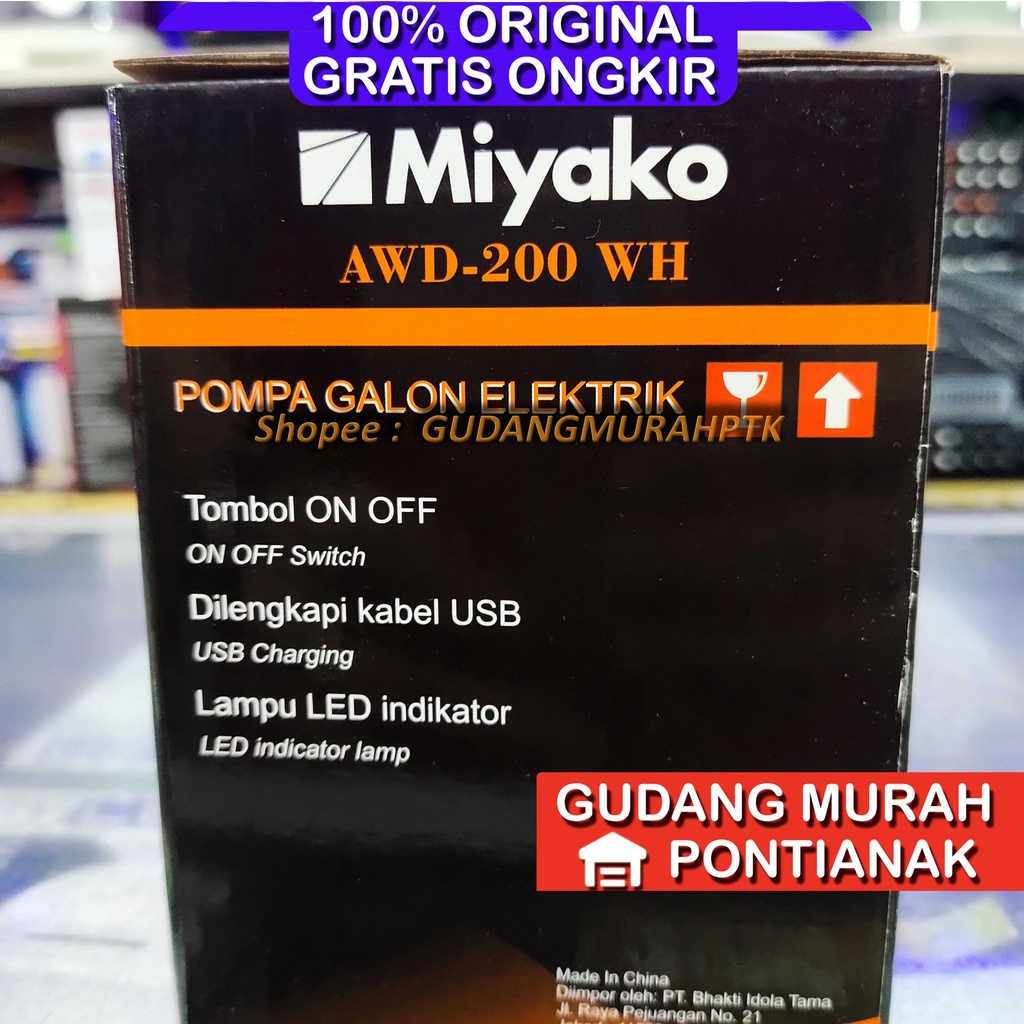 100% ORIGINAL
GRATIS ONGKIR
Miyako
AWD-200 WH
POMPA GALON ELEKTRIK
Shopee : GUDANGMURAHPTK
Tombol ON OFF
ON OFF Switch
Dilengkapi kabel USB
USB Charging
Lampu LED indikator
LED indicator lamp
GUDANG MURAH
PONTIANAK
Made In China
Diimpor oleh: PT. Bhakti Idola Tama
Jl. Raya Pejuangan No. 21